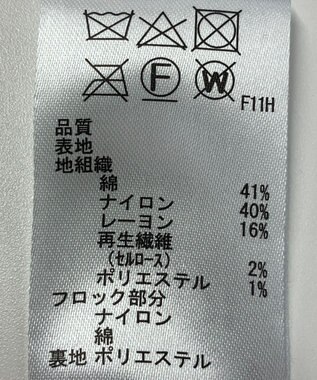 F W
F11H
品質
表地
地組織
綿 41%
ナイロン 40%
レーヨン 16%
再生繊維
(セルロース) 2%
ポリエステル 1%
フロック部分
ナイロン
綿
裏地 ポリエステル